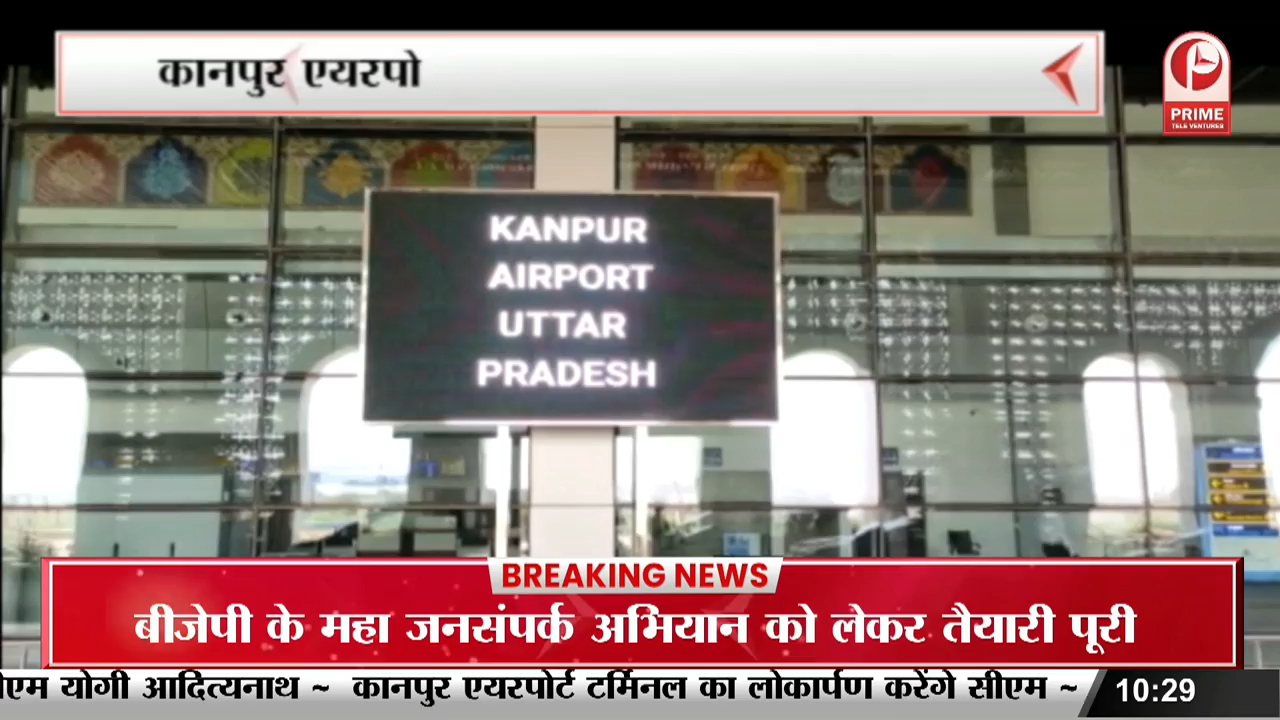 कानपुर एयरपो
PRIME
TELE VENTURES
KANPUR
AIRPORT
UTTAR
PRADESH
BREAKING NEWS
बीजेपी के महा जनसंपर्क अभियान को लेकर तैयारी पूरी
ीएम योगी आदित्यनाथ ~ कानपुर एयरपोर्ट टर्मिनल का लोकार्पण करेंगे सीएम ~
10:29